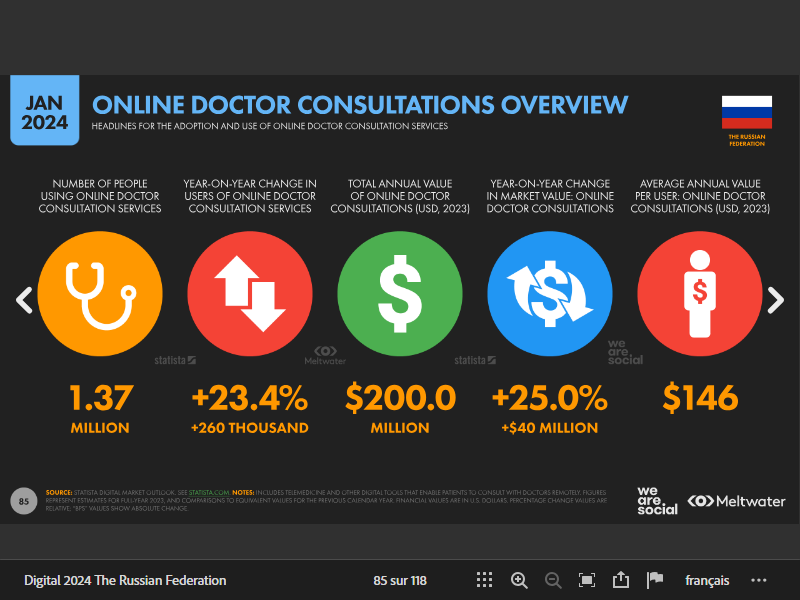 JAN
2024
ONLINE DOCTOR CONSULTATIONS OVERVIEW
HEADLINES FOR THE ADOPTION AND USE OF ONLINE DOCTOR CONSULTATION SERVICES
THE RUSSIAN
FEDERATION
NUMBER OF PEOPLE
USING ONLINE DOCTOR
CONSULTATION SERVICES
YEAR-ON-YEAR CHANGE IN
USERS OF ONLINE DOCTOR
CONSULTATION SERVICES
TOTAL ANNUAL VALUE
OF ONLINE DOCTOR
CONSULTATIONS (USD, 2023)
YEAR-ON-YEAR CHANGE
IN MARKET VALUE: ONLINE
DOCTOR CONSULTATIONS
AVERAGE ANNUAL VALUE
PER USER: ONLINE DOCTOR
CONSULTATIONS (USD, 2023)
$
$
$
statista
Meltwater
statista
we
are.
social
1.37
MILLION
+23.4%
+260 THOUSAND
$200.0
MILLION
+25.0%
+$40 MILLION
$146
85
SOURCE: STATISTA DIGITAL MARKET OUTLOOK. SEE STATISTA.COM. NOTES: INCLUDES TELEMEDICINE AND OTHER DIGITAL TOOLS THAT ENABLE PATIENTS TO CONSULT WITH DOCTORS REMOTELY. FIGURES
REPRESENT ESTIMATES FOR FULL-YEAR 2023, AND COMPARISONS TO EQUIVALENT VALUES FOR THE PREVIOUS CALENDAR YEAR. FINANCIAL VALUES ARE IN U.S. DOLLARS. PERCENTAGE CHANGE VALUES ARE
RELATIVE; "BPS" VALUES SHOW ABSOLUTE CHANGE.
we
are.
social
Meltwater
Digital 2024 The Russian Federation
85 sur 118
français